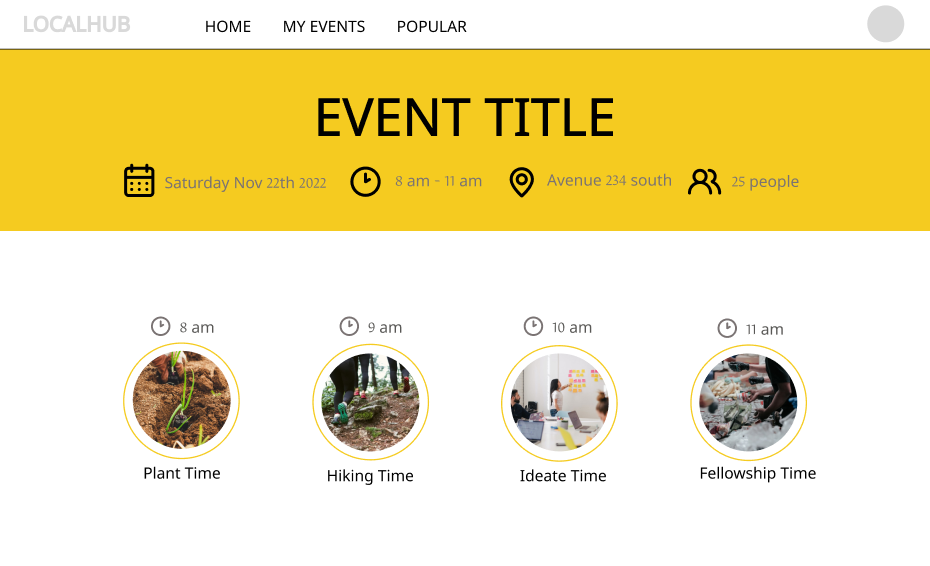 LOCALHUB HOME MY EVENTS POPULAR
EVENT TITLE
Saturday Nov 22th 2022 8 am - 11 am Avenue 234 south 25 people
8 am 9 am 10 am 11 am
Plant Time Hiking Time Ideate Time Fellowship Time